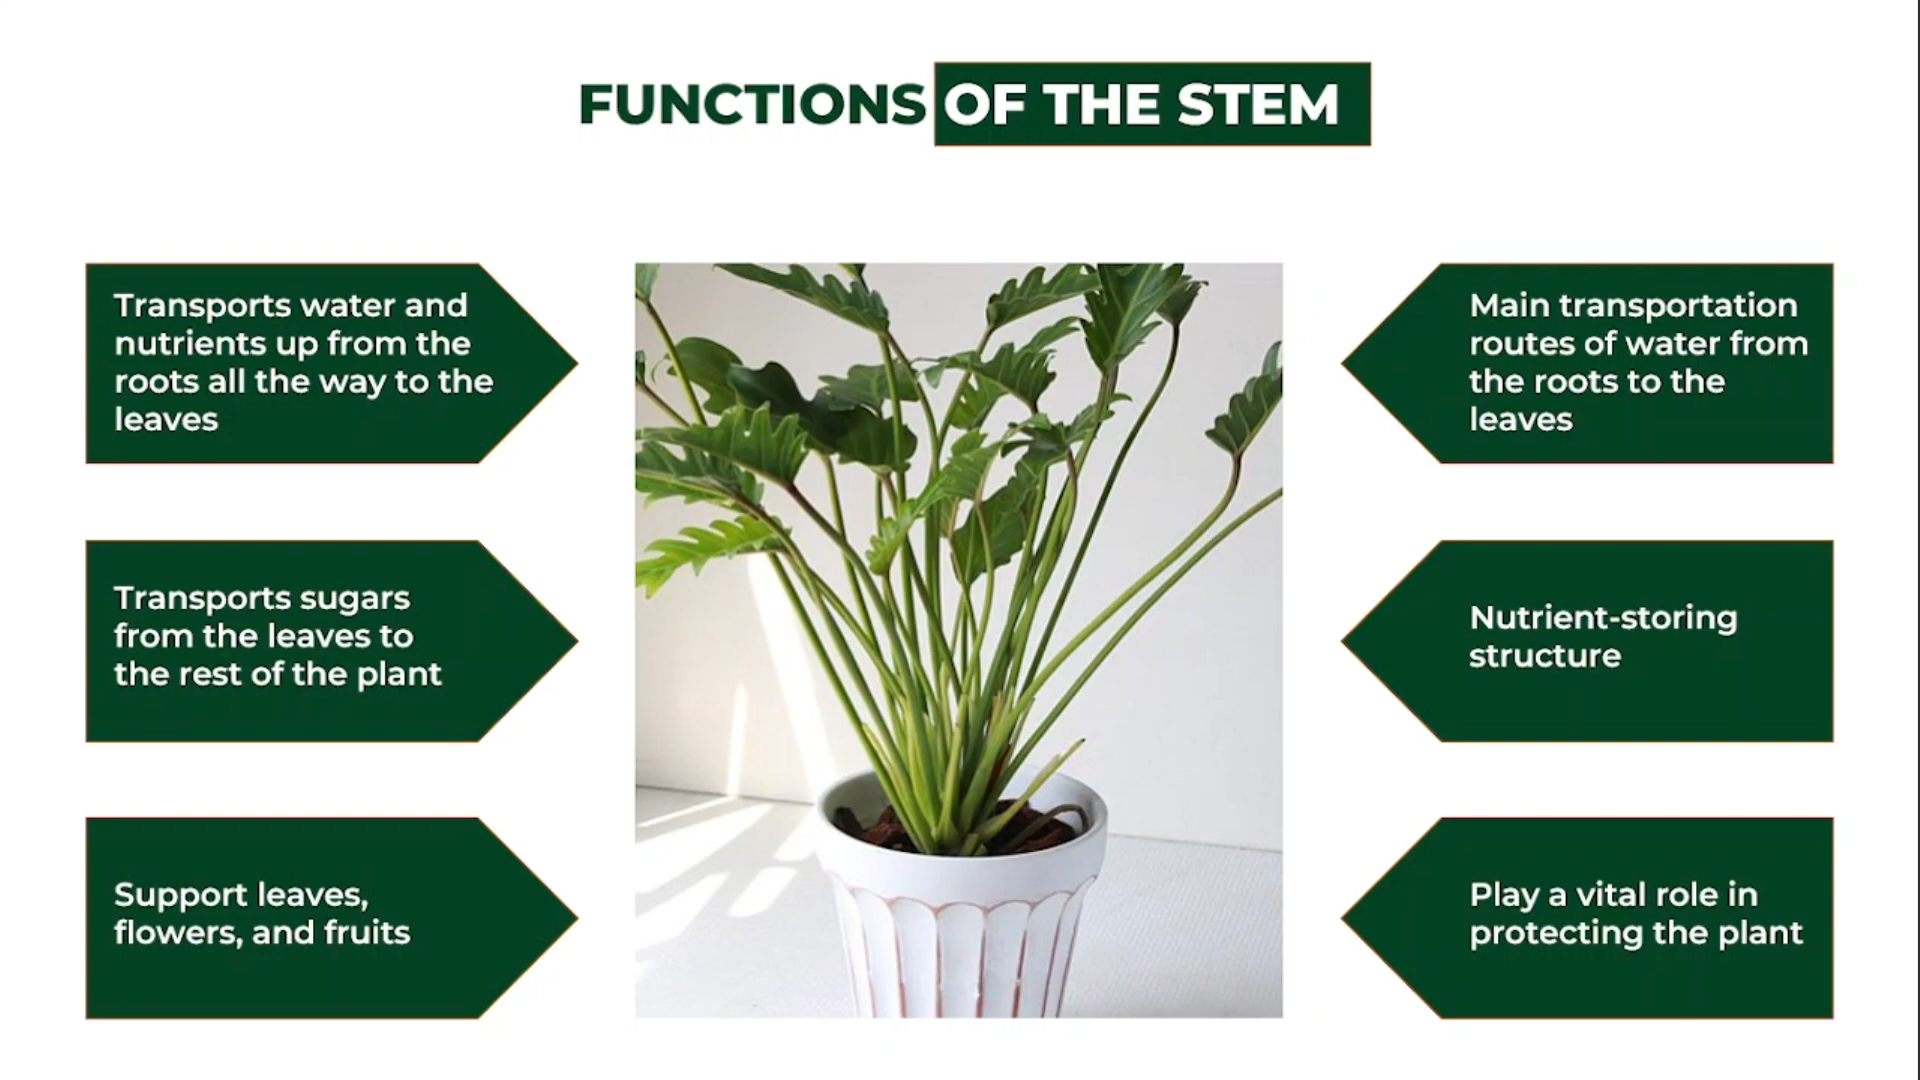 FUNCTIONS OF THE STEM
Transports water and
nutrients up from the
roots all the way to the
leaves
Transports sugars
from the leaves to
the rest of the plant
Support leaves,
flowers, and fruits
Main transportation
routes of water from
the roots to the
leaves
Nutrient-storing
structure
Play a vital role in
protecting the plant